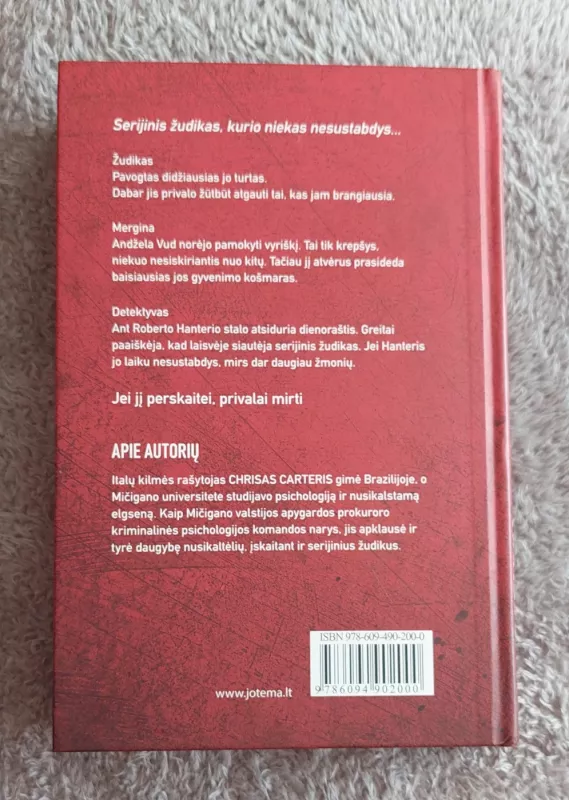 Serijinis žudikas, kurio niekas nesustabdys...
Žudikas
Pavogtas didžiausias jo turtas.
Dabar jis privalo žūtbūt atgauti tai, kas jam brangiausia.
Mergina
Andžela Vud norėjo pamokyti vyriškį. Tai tik krepšys,
niekuo nesiskiriantis nuo kitų. Tačiau jį atvėrus prasideda
baisiausias jos gyvenimo košmaras.
Detektyvas
Ant Roberto Hanterio stalo atsiduria dienoraštis. Greitai
paaiškėja, kad laisvėje siautėja serijinis žudikas. Jei Hanteris
jo laiku nesustabdys, mirs dar daugiau žmonių.
Jei jį perskaitei, privalai mirti
APIE AUTORIŲ
Italų kilmės rašytojas CHRISAS CARTERIS gimė Brazilijoje, o
Mičigano universitete studijavo psichologiją ir nusikalstamą
elgseną. Kaip Mičigano valstijos apygardos prokuroro
kriminalinės psichologijos komandos narys, jis apklausė ir
tyrė daugybę nusikaltėlių, įskaitant ir serijinius žudikus.
ISBN 978-609-490-200-0
www.jotema.lt
9 786094 902000